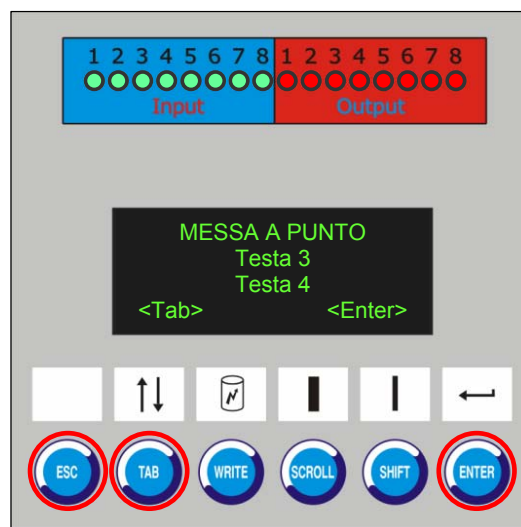 1 2 3 4 5 6 7 8 1 2 3 4 5 6 7 8
Input Output
MESSA A PUNTO
Testa 3
Testa 4
<Tab> <Enter>
ESC TAB WRITE SCROLL SHIFT ENTER